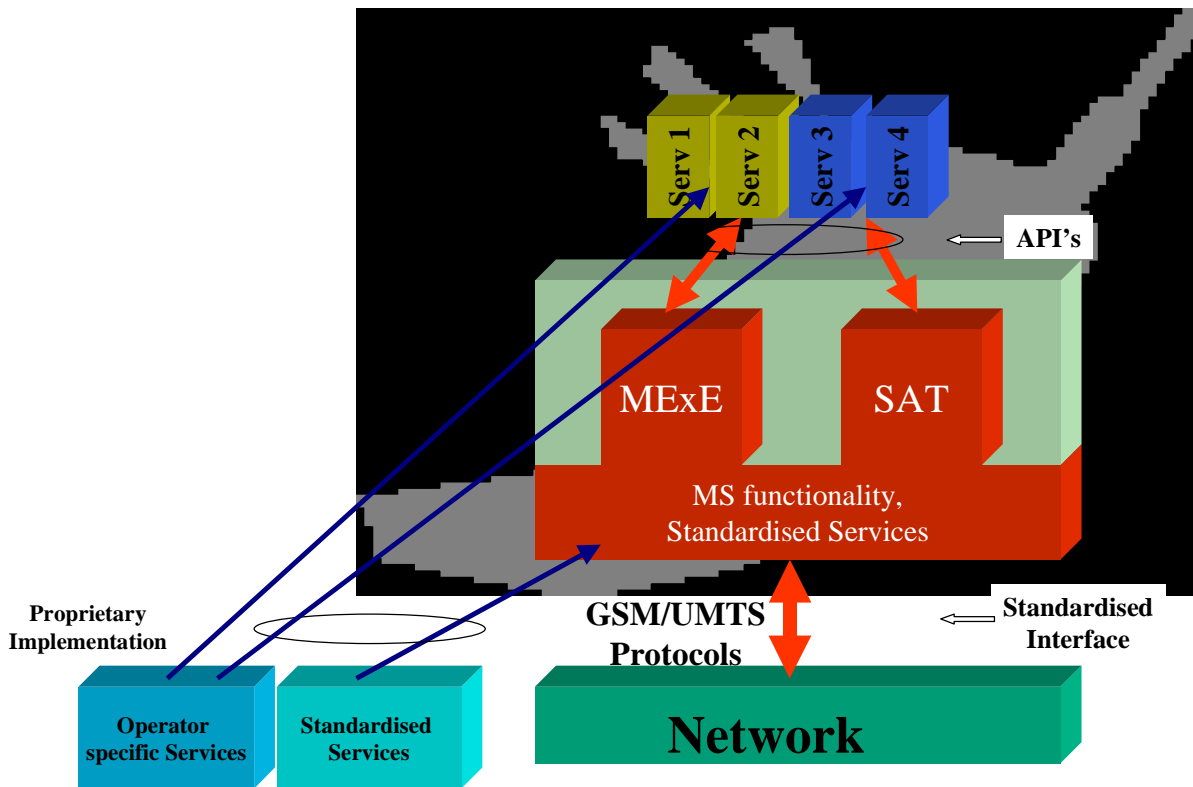 Serv 1
Serv 2
Serv 3
Serv 4
API's
MExE
SAT
MS functionality,
Standardised Services
Proprietary
Implementation
GSM/UMTS
Protocols
Standardised
Interface
Operator
specific Services
Standardised
Services
Network